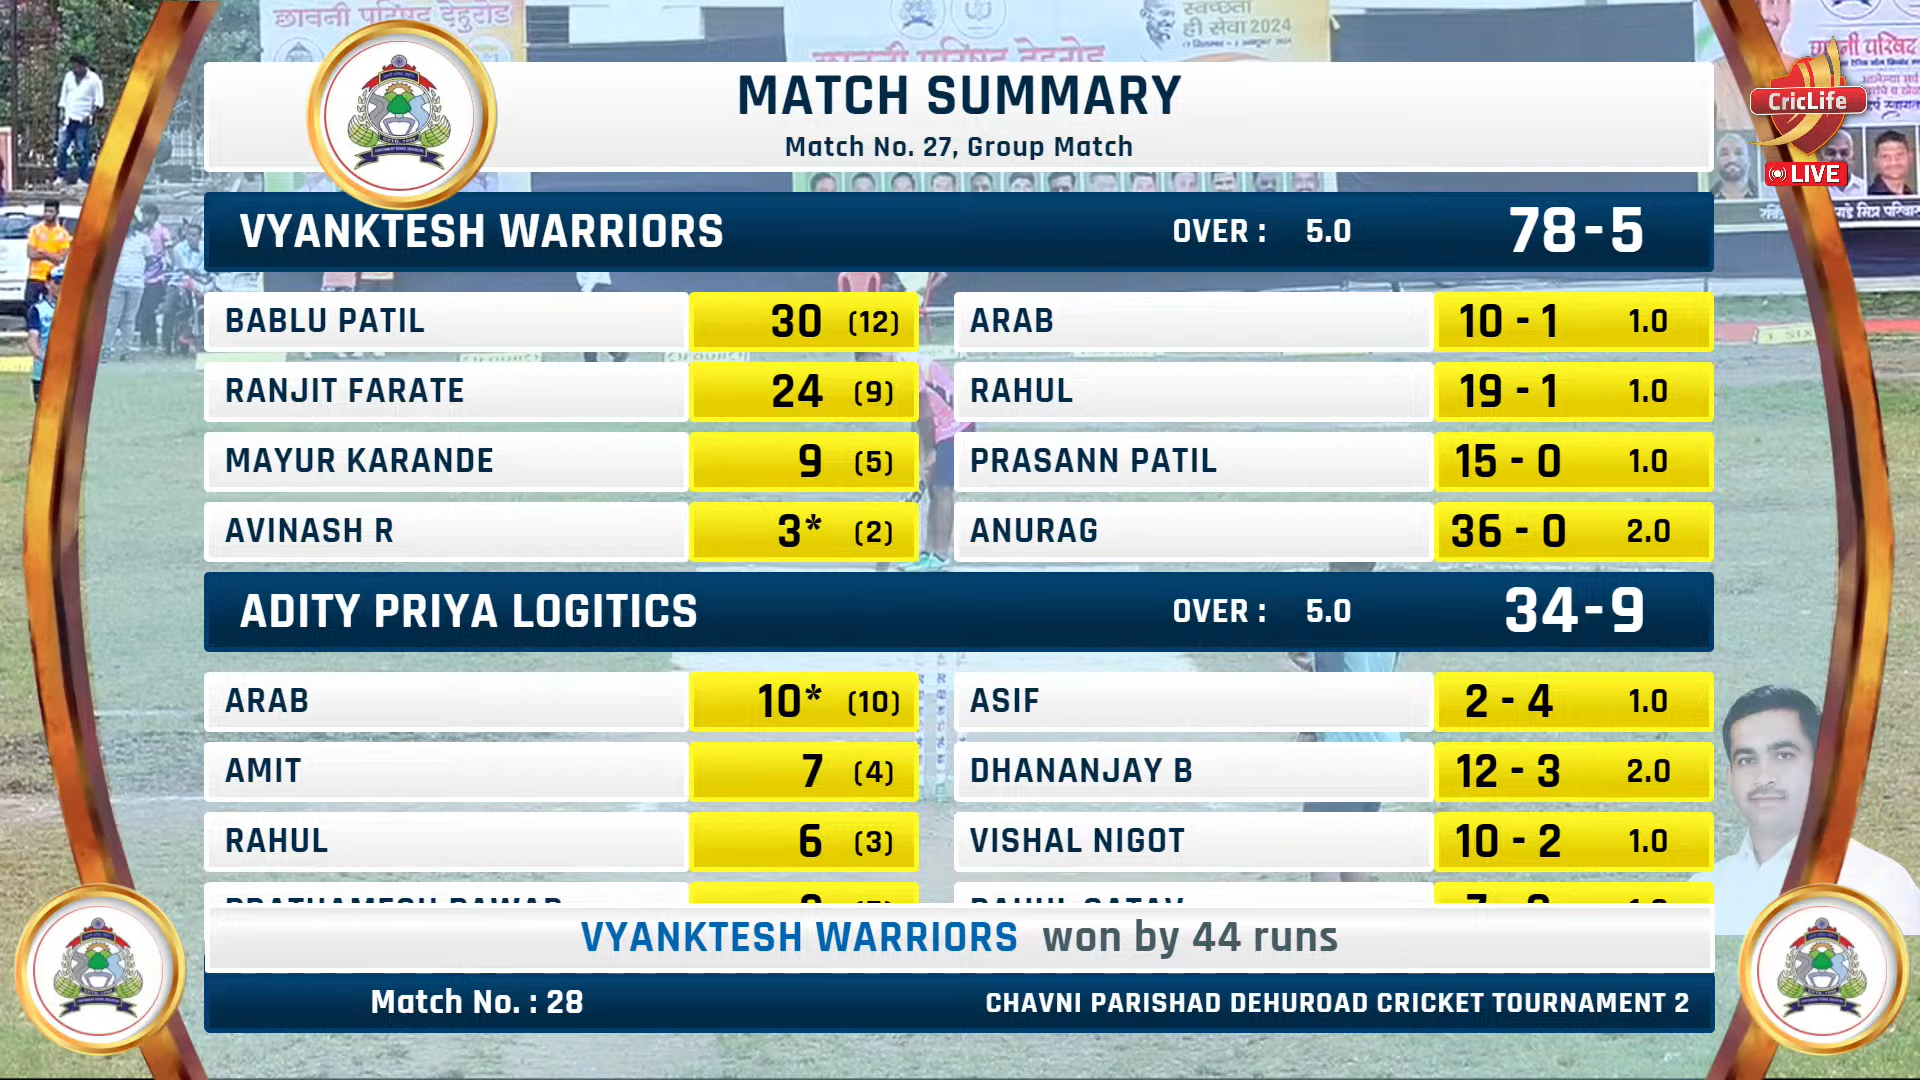 छावनी परिषद देहुरोड
स्वच्छता
ही सेवा 2024
छावनी परिषद देहुरोड
MATCH SUMMARY
Match No. 27, Group Match
CricLife
LIVE
VYANKTESH WARRIORS OVER : 5.0 78-5
BABLU PATIL 30 (12) ARAB 10 - 1 1.0
RANJIT FARATE 24 (9) RAHUL 19 - 1 1.0
MAYUR KARANDE 9 (5) PRASANN PATIL 15 - 0 1.0
AVINASH R 3* (2) ANURAG 36 - 0 2.0
ADITY PRIYA LOGITICS OVER : 5.0 34-9
ARAB 10* (10) ASIF 2 - 4 1.0
AMIT 7 (4) DHANANJAY B 12 - 3 2.0
RAHUL 6 (3) VISHAL NIGOT 10 - 2 1.0
VYANKTESH WARRIORS won by 44 runs
Match No. : 28 CHAVNI PARISHAD DEHUROAD CRICKET TOURNAMENT 2